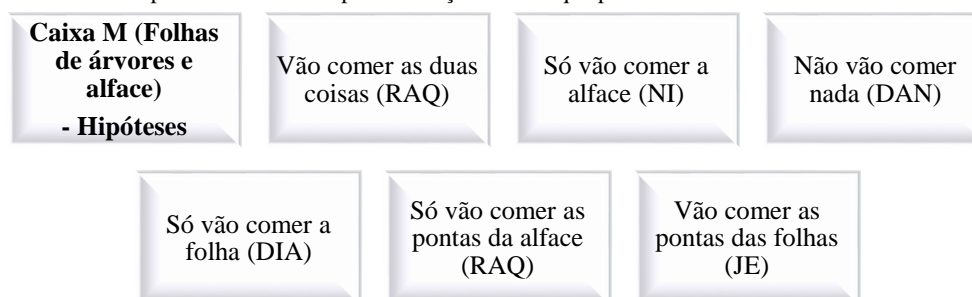 Caixa M (Folhas
de árvores e
alface)
- Hipóteses
Vão comer as duas
coisas (RAQ)
Só vão comer a
alface (NI)
Não vão comer
nada (DAN)
Só vão comer a
folha (DIA)
Só vão comer as
pontas da alface
(RAQ)
Vão comer as
pontas das folhas
(JE)